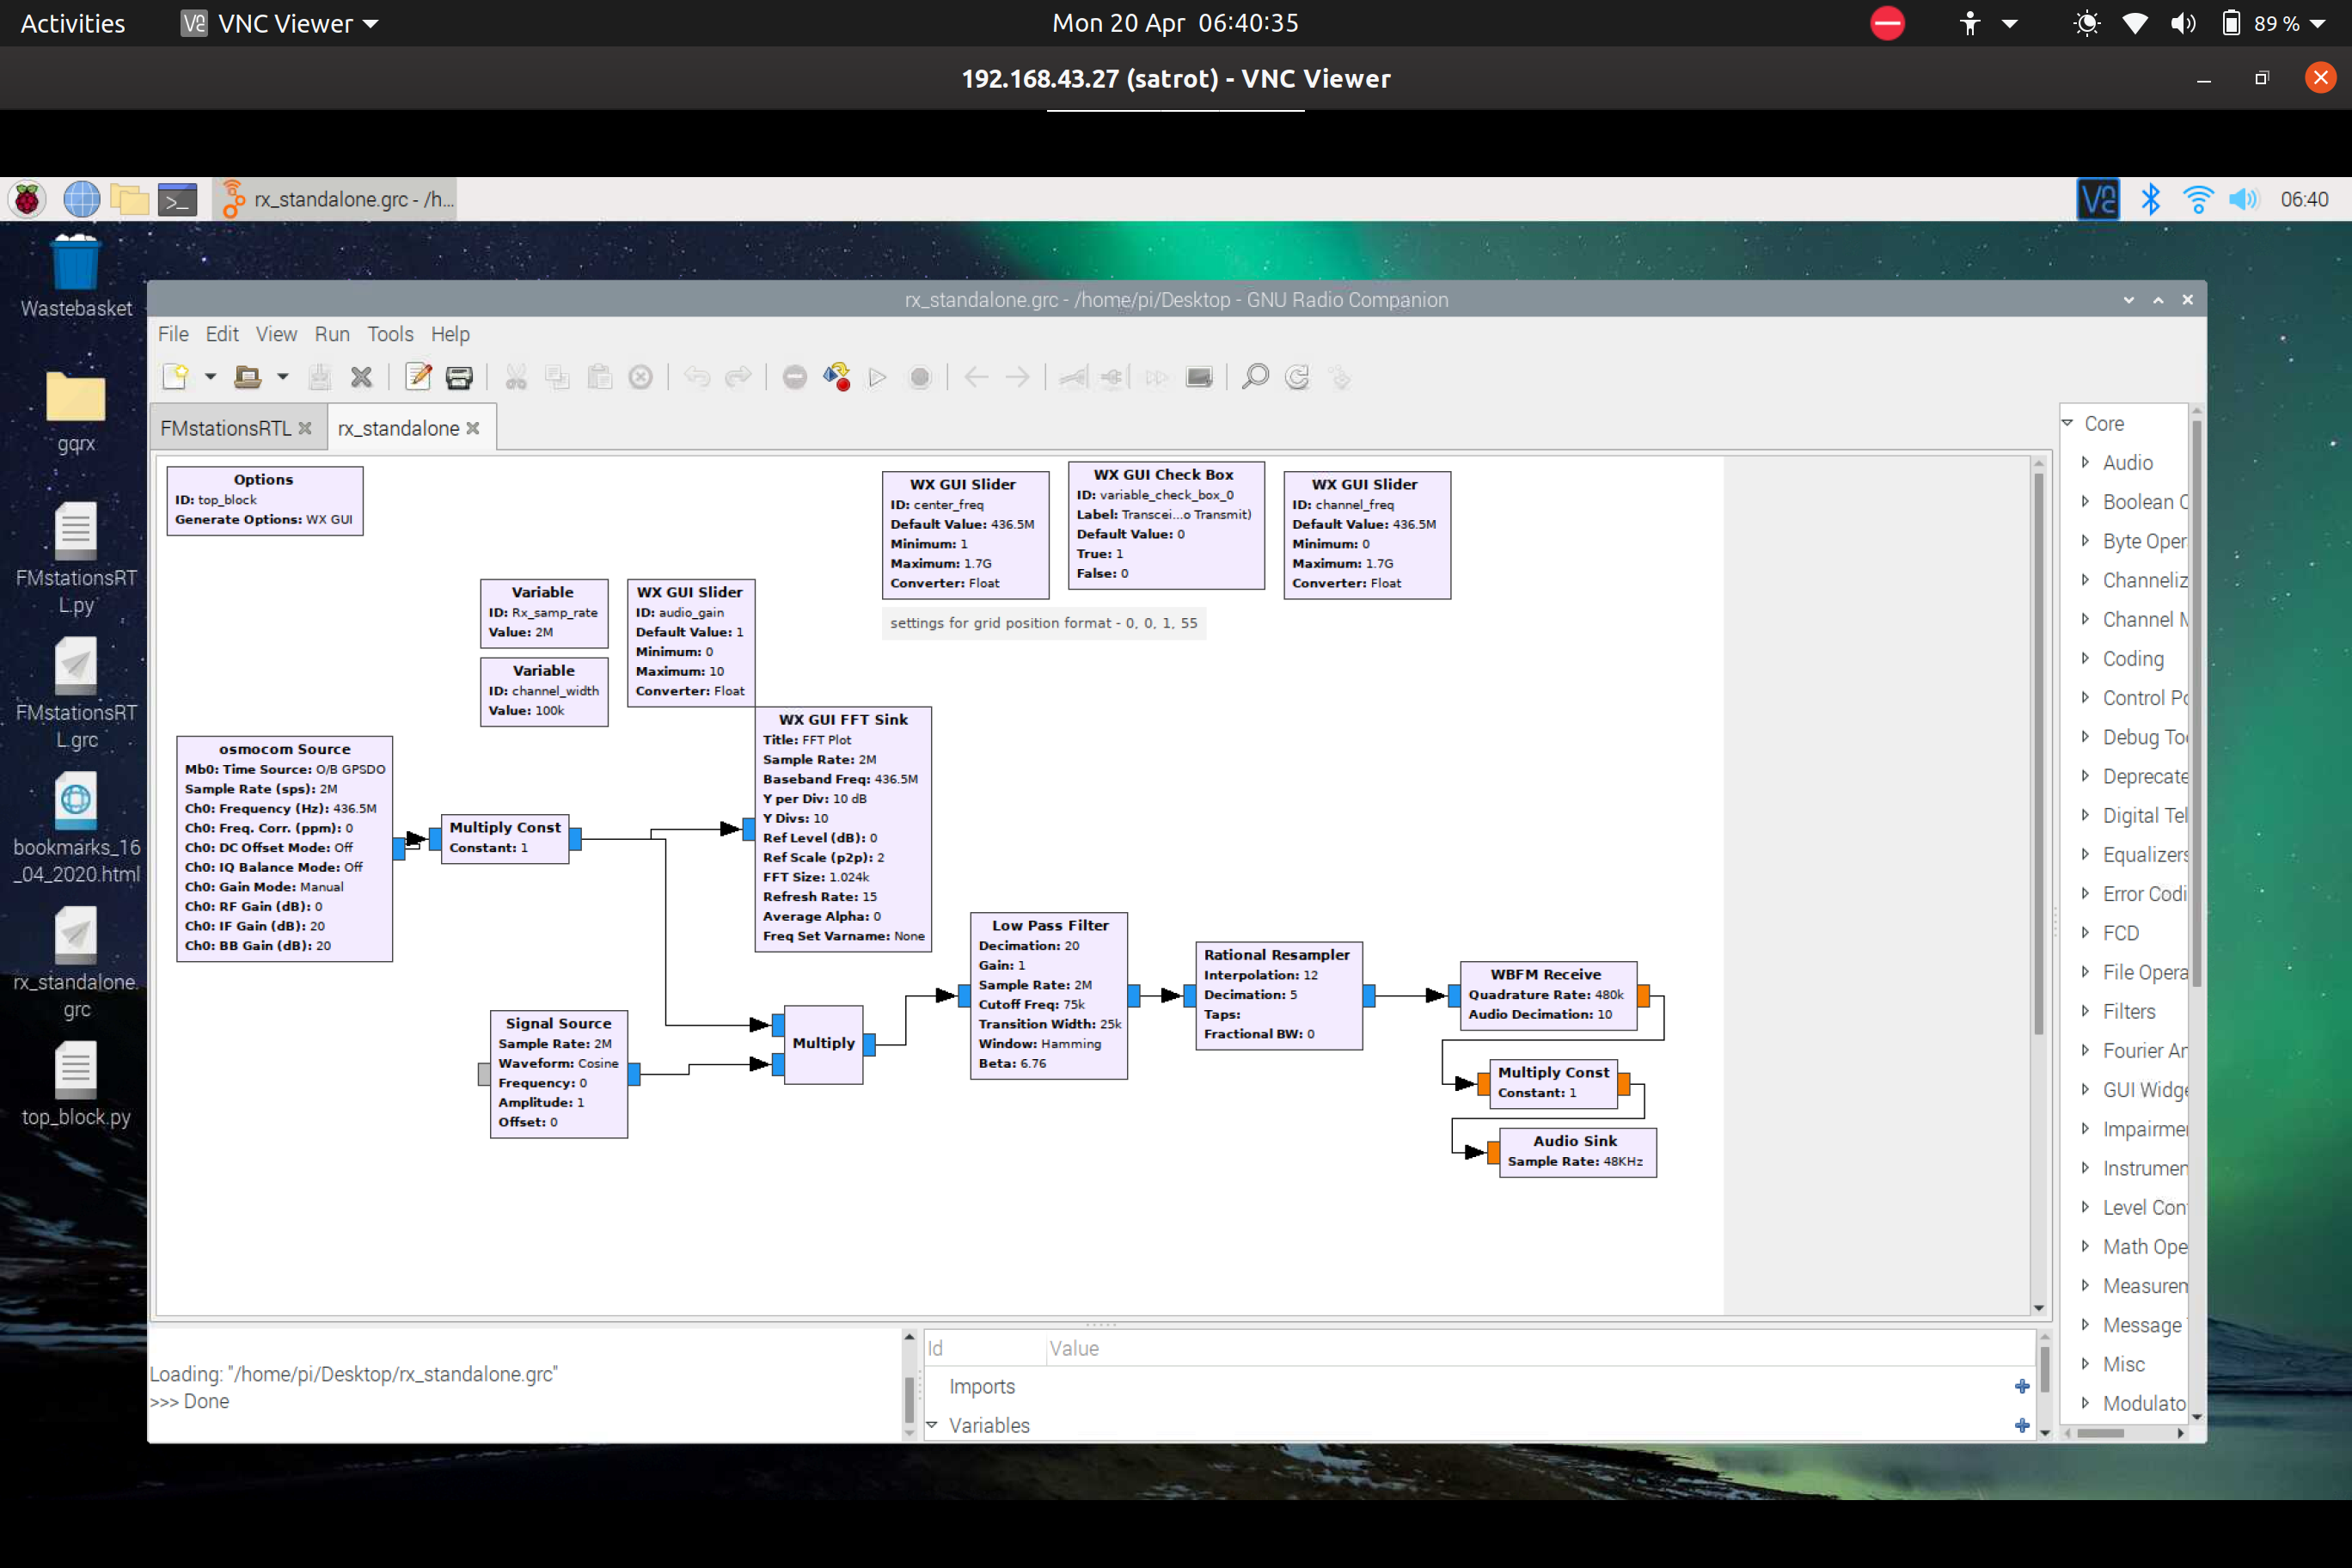 Activities
VNC Viewer
Mon 20 Apr 06:40:35
89 %
192.168.43.27 (satrot) - VNC Viewer
rx_standalone.grc - /h...
06:40
Wastebasket
gqrx
FMstationsRT
L.py
FMstationsRT
L.grc
bookmarks_16
_04_2020.html
rx_standalone.
grc
top_block.py
rx_standalone.grc - /home/pi/Desktop - GNU Radio Companion
File Edit View Run Tools Help
FMstationsRTL
rx_standalone
Options
ID: top_block
Generate Options: WX GUI
WX GUI Slider
ID: center_freq
Default Value: 436.5M
Minimum: 1
Maximum: 1.7G
Converter: Float
WX GUI Check Box
ID: variable_check_box_0
Label: Transcei...o Transmit)
Default Value: 0
True: 1
False: 0
WX GUI Slider
ID: channel_freq
Default Value: 436.5M
Minimum: 0
Maximum: 1.7G
Converter: Float
settings for grid position format - 0, 0, 1, 55
Variable
ID: Rx_samp_rate
Value: 2M
WX GUI Slider
ID: audio_gain
Default Value: 1
Minimum: 0
Maximum: 10
Converter: Float
Variable
ID: channel_width
Value: 100k
osmocom Source
Mb0: Time Source: O/B GPSDO
Sample Rate (sps): 2M
Ch0: Frequency (Hz): 436.5M
Ch0: Freq. Corr. (ppm): 0
Ch0: DC Offset Mode: Off
Ch0: IQ Balance Mode: Off
Ch0: Gain Mode: Manual
Ch0: RF Gain (dB): 0
Ch0: IF Gain (dB): 20
Ch0: BB Gain (dB): 20
Multiply Const
Constant: 1
WX GUI FFT Sink
Title: FFT Plot
Sample Rate: 2M
Baseband Freq: 436.5M
Y per Div: 10 dB
Y Divs: 10
Ref Level (dB): 0
Ref Scale (p2p): 2
FFT Size: 1.024k
Refresh Rate: 15
Average Alpha: 0
Freq Set Varname: None
Signal Source
Sample Rate: 2M
Waveform: Cosine
Frequency: 0
Amplitude: 1
Offset: 0
Multiply
Low Pass Filter
Decimation: 20
Gain: 1
Sample Rate: 2M
Cutoff Freq: 75k
Transition Width: 25k
Window: Hamming
Beta: 6.76
Rational Resampler
Interpolation: 12
Decimation: 5
Taps:
Fractional BW: 0
WBFM Receive
Quadrature Rate: 480k
Audio Decimation: 10
Multiply Const
Constant: 1
Audio Sink
Sample Rate: 48KHz
Core
Audio
Boolean O
Byte Oper
Channeliz
Channel M
Coding
Control Po
Debug Too
Deprecate
Digital Tel
Equalizers
Error Codi
FCD
File Opera
Filters
Fourier An
GUI Widge
Impairmen
Instrumen
Level Con
Math Ope
Measurem
Message
Misc
Modulato
Loading: "/home/pi/Desktop/rx_standalone.grc"
>>> Done
Id Value
Imports
Variables